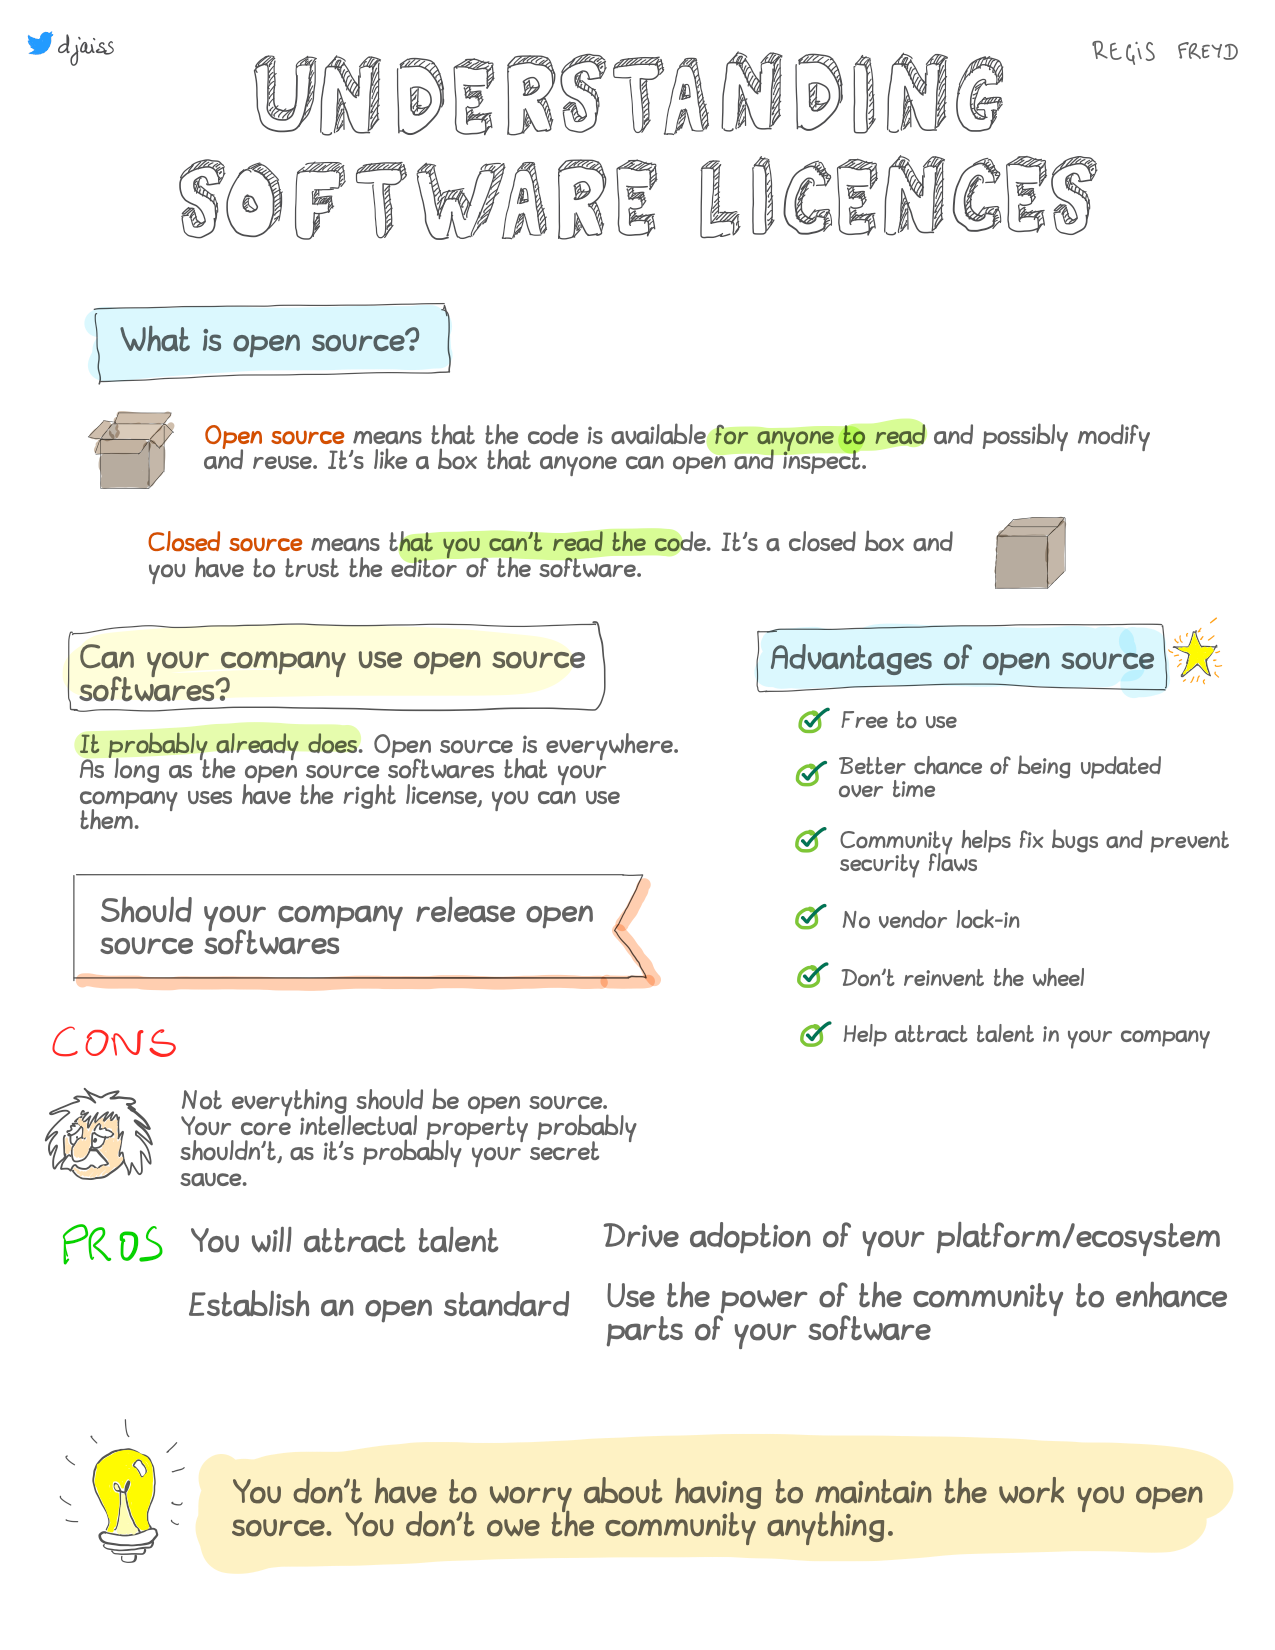 djaiss
REGIS FREYD
UNDERSTANDING
SOFTWARE LICENCES
What is open source?
Open source means that the code is available for anyone to read and possibly modify
and reuse. It's like a box that anyone can open and inspect.
Closed source means that you can't read the code. It's a closed box and
you have to trust the editor of the software.
Can your company use open source
softwares?
It probably already does. Open source is everywhere.
As long as the open source softwares that your
company uses have the right license, you can use
them.
Advantages of open source
Free to use
Better chance of being updated
over time
Community helps fix bugs and prevent
security flaws
No vendor lock-in
Don't reinvent the wheel
Help attract talent in your company
Should your company release open
source softwares
CONS
Not everything should be open source.
Your core intellectual property probably
shouldn't, as it's probably your secret
sauce.
PROS
You will attract talent
Drive adoption of your platform/ecosystem
Establish an open standard
Use the power of the community to enhance
parts of your software
You don't have to worry about having to maintain the work you open
source. You don't owe the community anything.